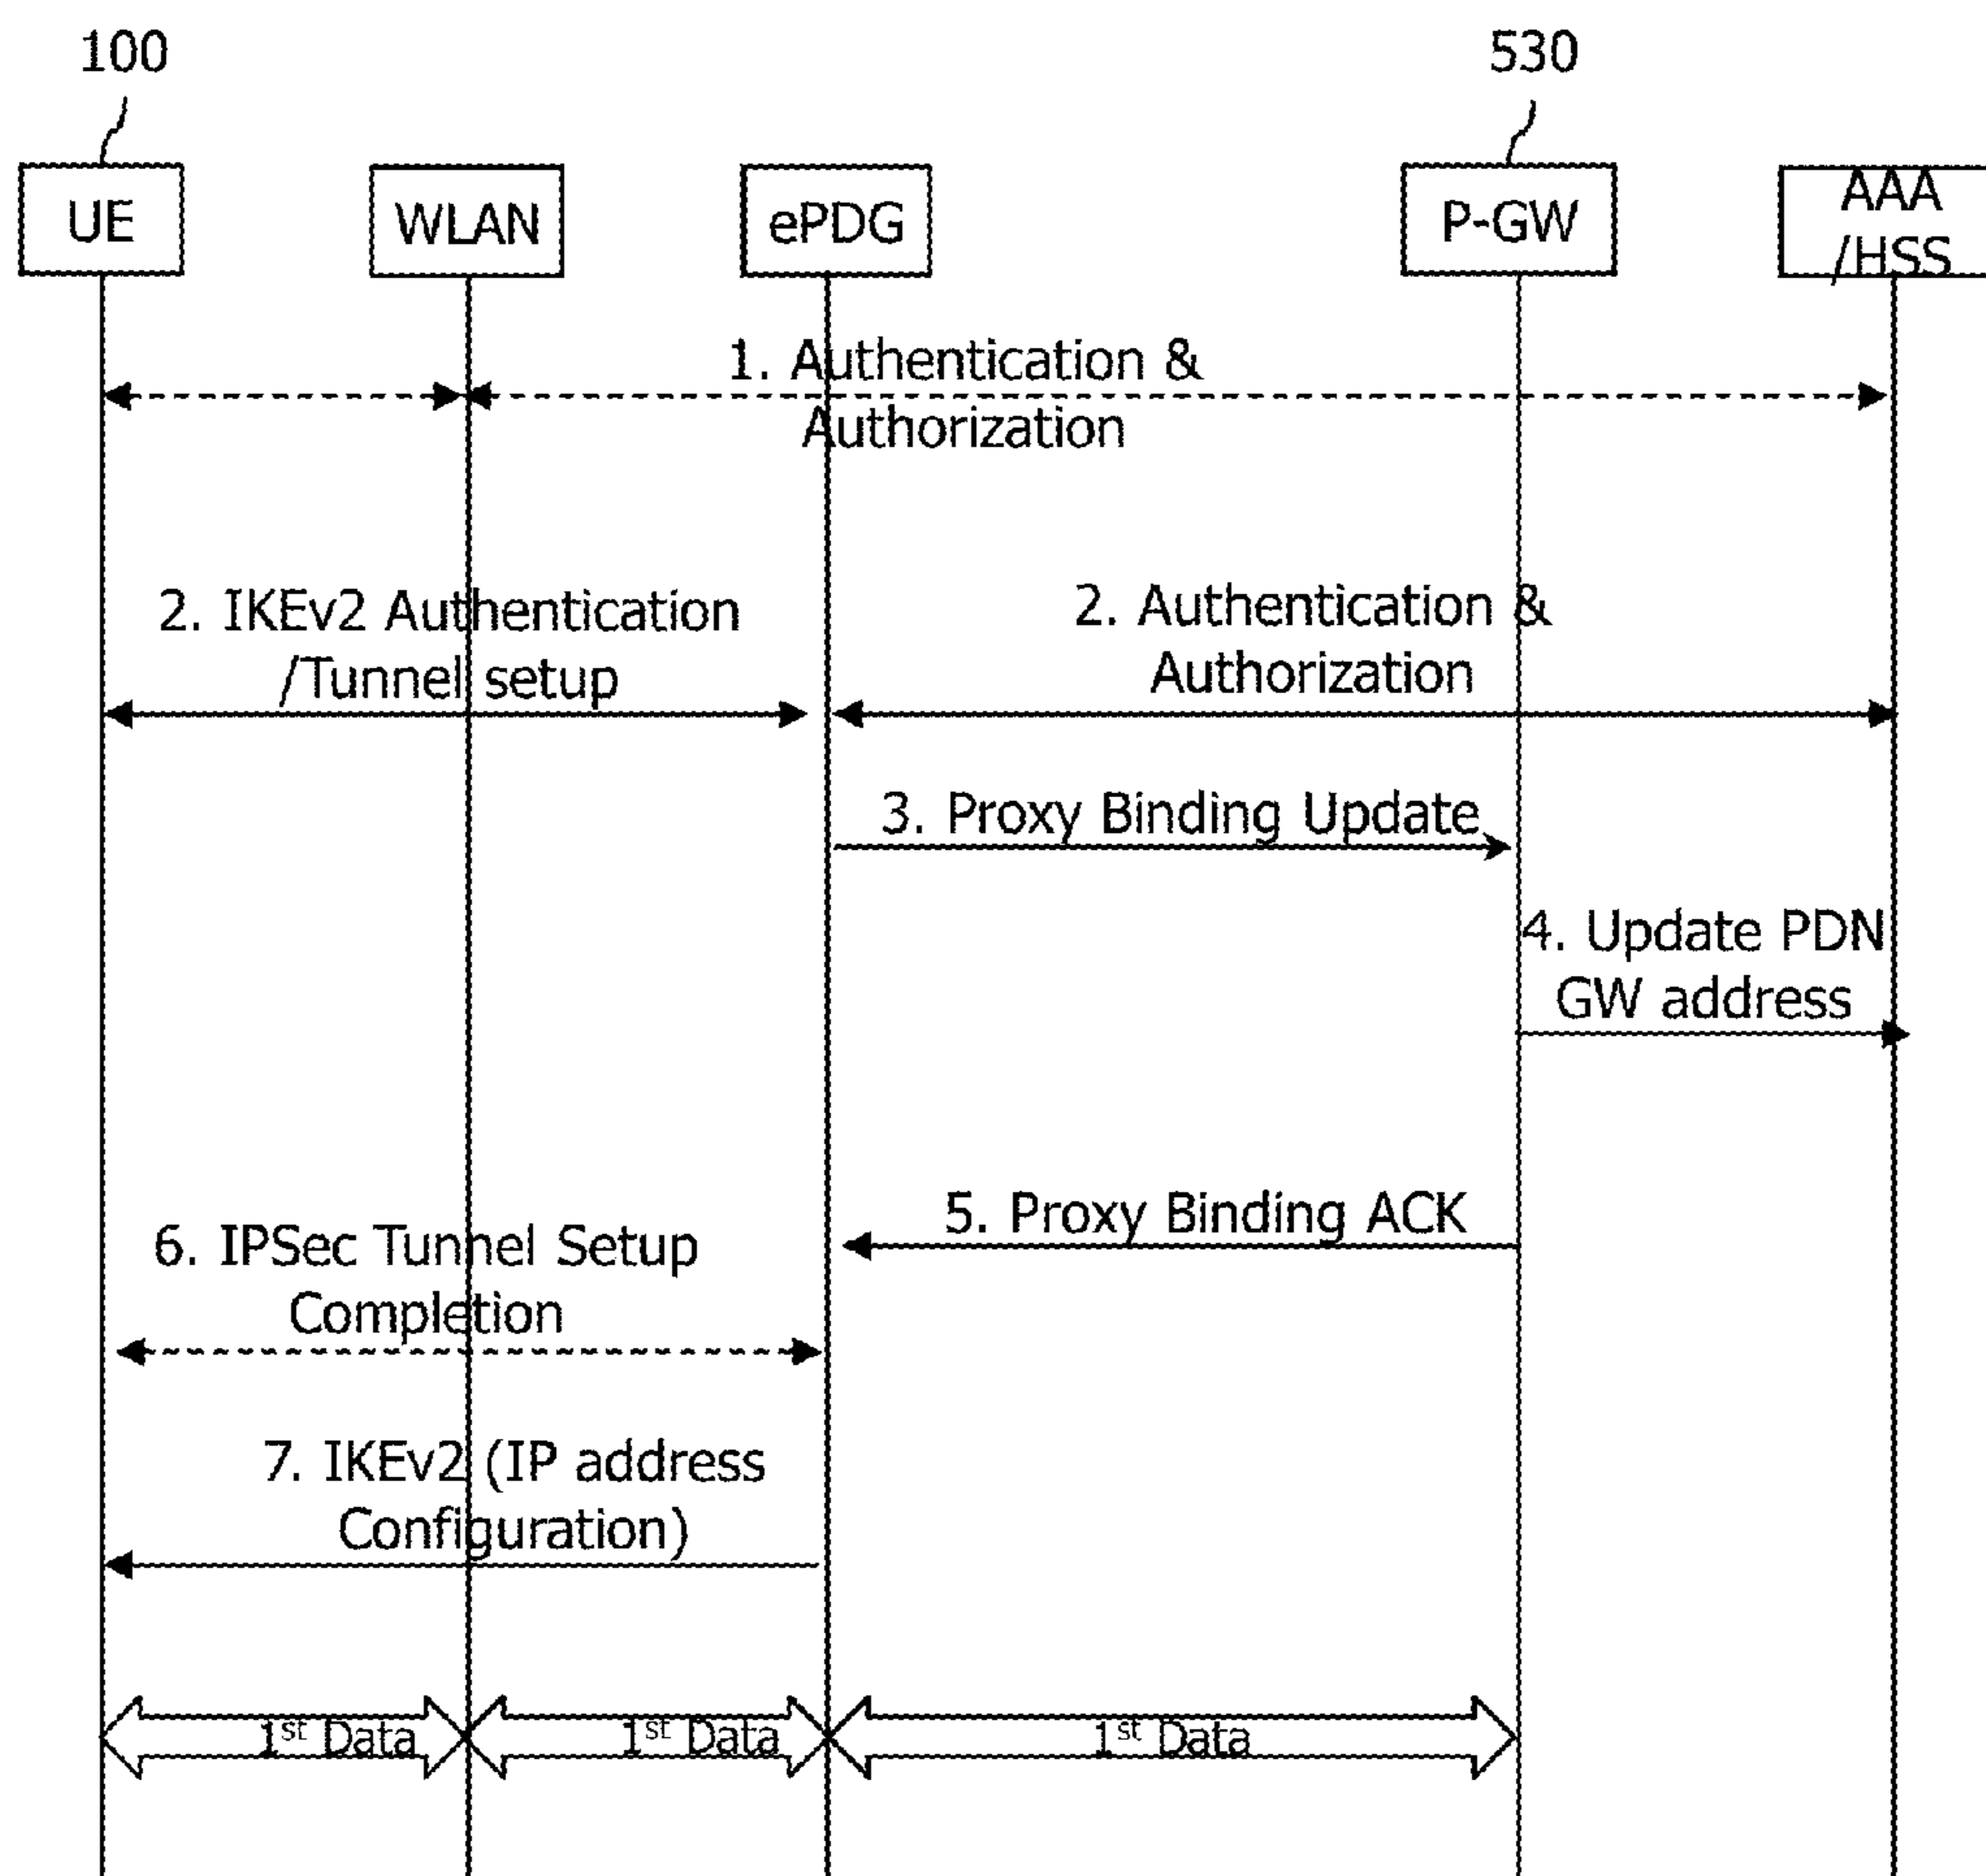 100
530
UE
WLAN
ePDG
P-GW
AAA
/HSS
1. Authentication &
Authorization
2. IKEv2 Authentication
/Tunnel setup
2. Authentication &
Authorization
3. Proxy Binding Update
4. Update PDN
GW address
5. Proxy Binding ACK
6. IPSec Tunnel Setup
Completion
7. IKEv2 (IP address
Configuration)
1st Data
1st Data
1st Data